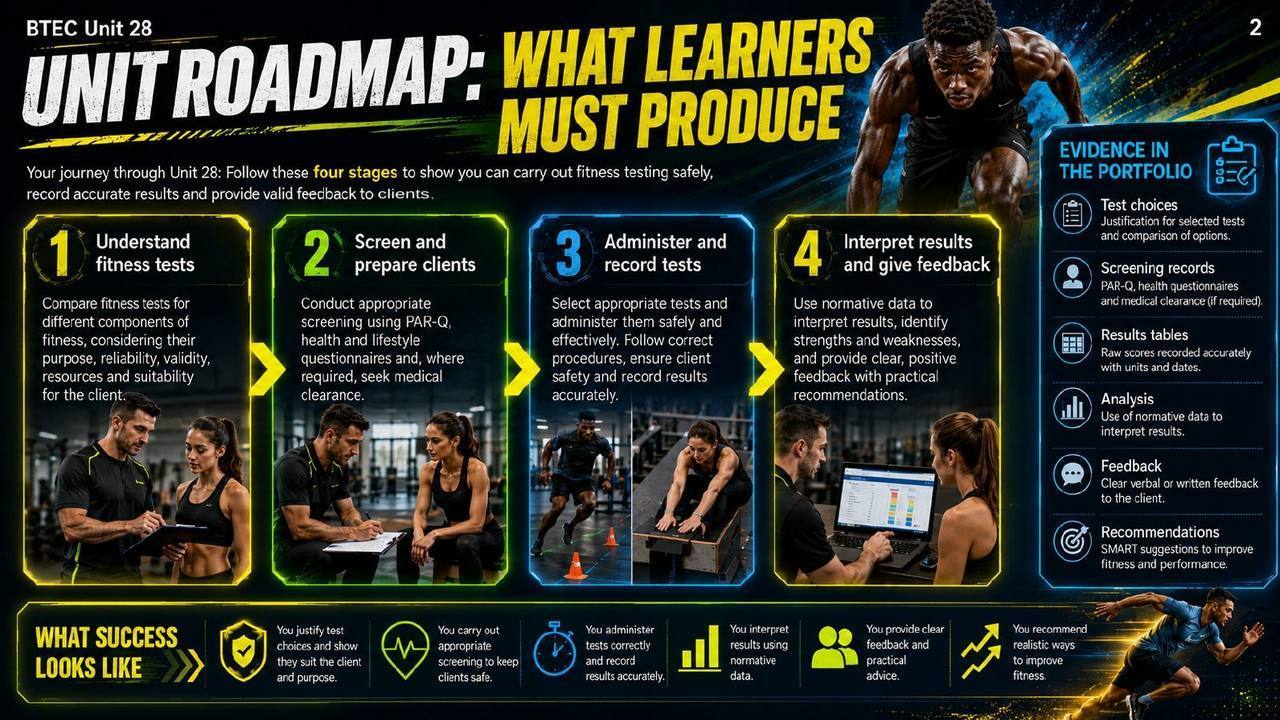 BTEC Unit 28
2
UNIT ROADMAP: WHAT LEARNERS
MUST PRODUCE
Your journey through Unit 28: Follow these four stages to show you can carry out fitness testing safely,
record accurate results and provide valid feedback to clients.
1
Understand
fitness tests
Compare fitness tests for
different components of
fitness, considering their
purpose, reliability, validity,
resources and suitability
for the client.
2
Screen and
prepare clients
Conduct appropriate
screening using PAR-Q,
health and lifestyle
questionnaires and, where
required, seek medical
clearance.
3
Administer and
record tests
Select appropriate tests and
administer them safely and
effectively. Follow correct
procedures, ensure client
safety and record results
accurately.
4
Interpret results
and give feedback
Use normative data to
interpret results, identify
strengths and weaknesses,
and provide clear, positive
feedback with practical
recommendations.
EVIDENCE IN
THE PORTFOLIO
Test choices
Justification for selected tests
and comparison of options.
Screening records
PAR-Q, health questionnaires
and medical clearance (if required).
Results tables
Raw scores recorded accurately
with units and dates.
Analysis
Use of normative data to
interpret results.
Feedback
Clear verbal or written feedback
to the client.
Recommendations
SMART suggestions to improve
fitness and performance.
WHAT SUCCESS
LOOKS LIKE
You justify test
choices and show
they suit the client
and purpose.
You carry out
appropriate
screening to keep
clients safe.
You administer
tests correctly
and record
results accurately.
You interpret
results using
normative
data.
You provide clear
feedback and
practical
advice.
You recommend
realistic ways
to improve
fitness.